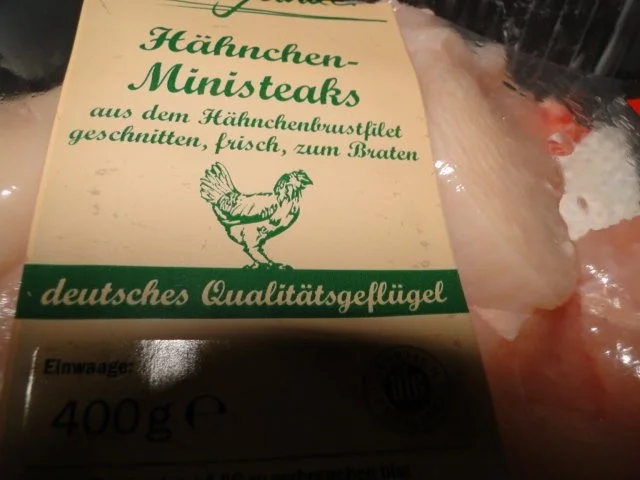 Hähnchen-
Ministeaks
aus dem Hähnchenbrustfilet
geschnitten, frisch, zum Braten
deutsches Qualitätsgeflügel
Einwaage:
400g ℮